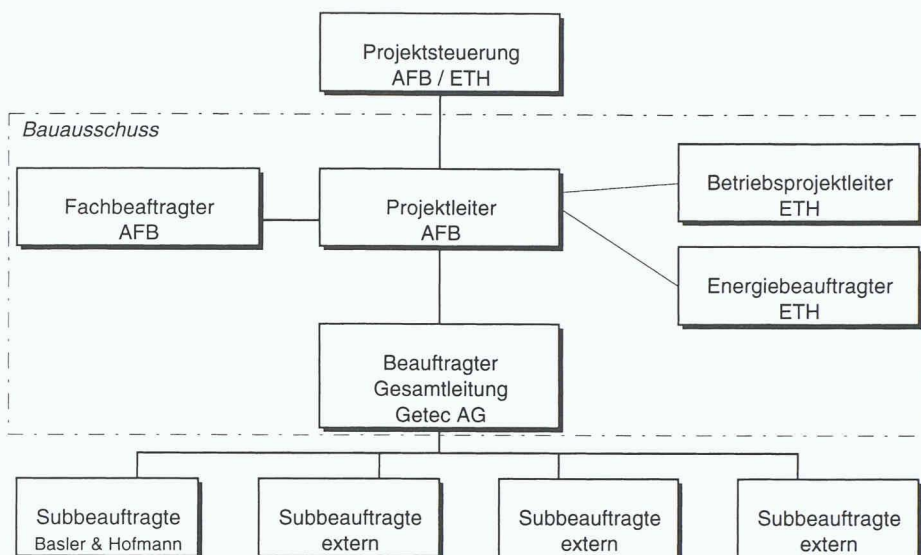 Projektsteuerung
AFB / ETH
Bauausschuss
Fachbeaftragter
AFB
Projektleiter
AFB
Betriebsprojektleiter
ETH
Energiebeauftragter
ETH
Beauftragter
Gesamtleitung
Getec AG
Subbeauftragte
Basler & Hofmann
Subbeauftragte
extern
Subbeauftragte
extern
Subbeauftragte
extern